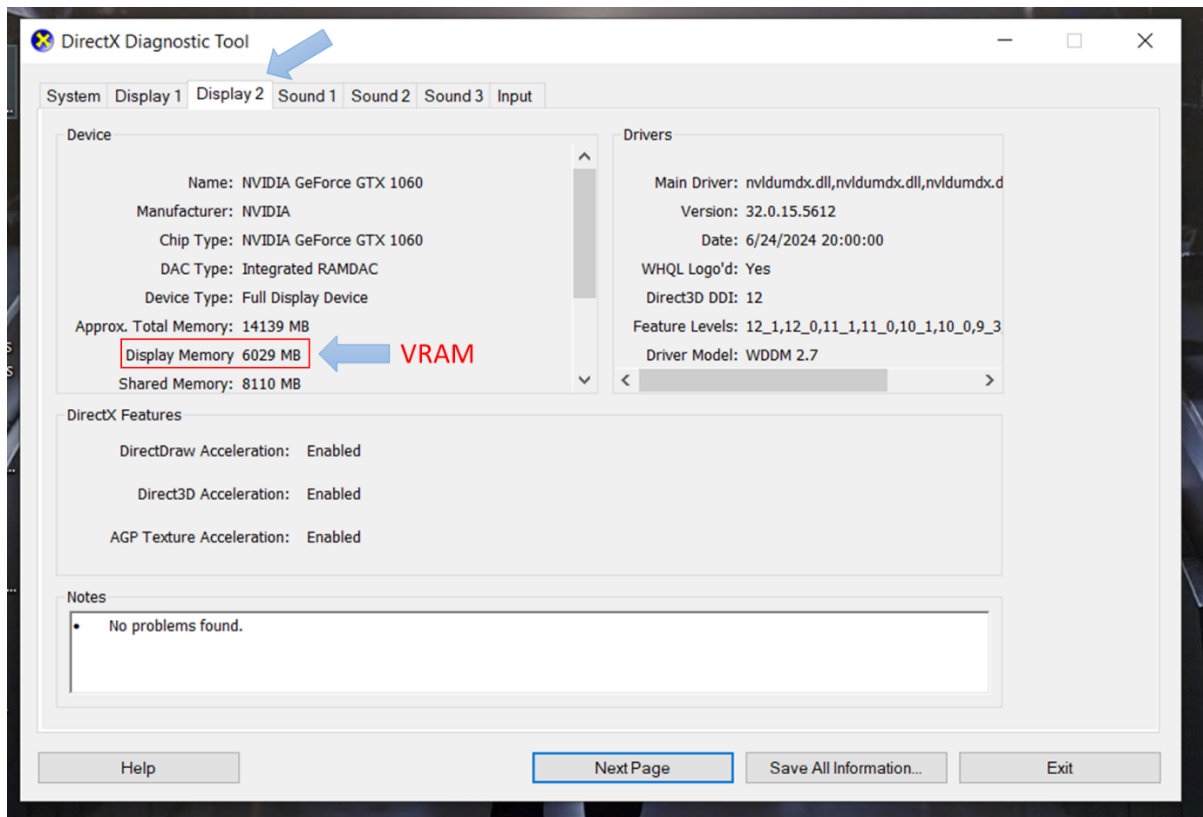 DirectX Diagnostic Tool
System Display 1 Display 2 Sound 1 Sound 2 Sound 3 Input
Device
Name: NVIDIA GeForce GTX 1060
Manufacturer: NVIDIA
Chip Type: NVIDIA GeForce GTX 1060
DAC Type: Integrated RAMDAC
Device Type: Full Display Device
Approx. Total Memory: 14139 MB
Display Memory 6029 MB
VRAM
Shared Memory: 8110 MB
Drivers
Main Driver: nvldumdx.dll,nvldumdx.dll,nvldumdx.d
Version: 32.0.15.5612
Date: 6/24/2024 20:00:00
WHQL Logo'd: Yes
Direct3D DDI: 12
Feature Levels: 12_1,12_0,11_1,11_0,10_1,10_0,9_3
Driver Model: WDDM 2.7
DirectX Features
DirectDraw Acceleration: Enabled
Direct3D Acceleration: Enabled
AGP Texture Acceleration: Enabled
Notes
• No problems found.
Help Next Page Save All Information... Exit